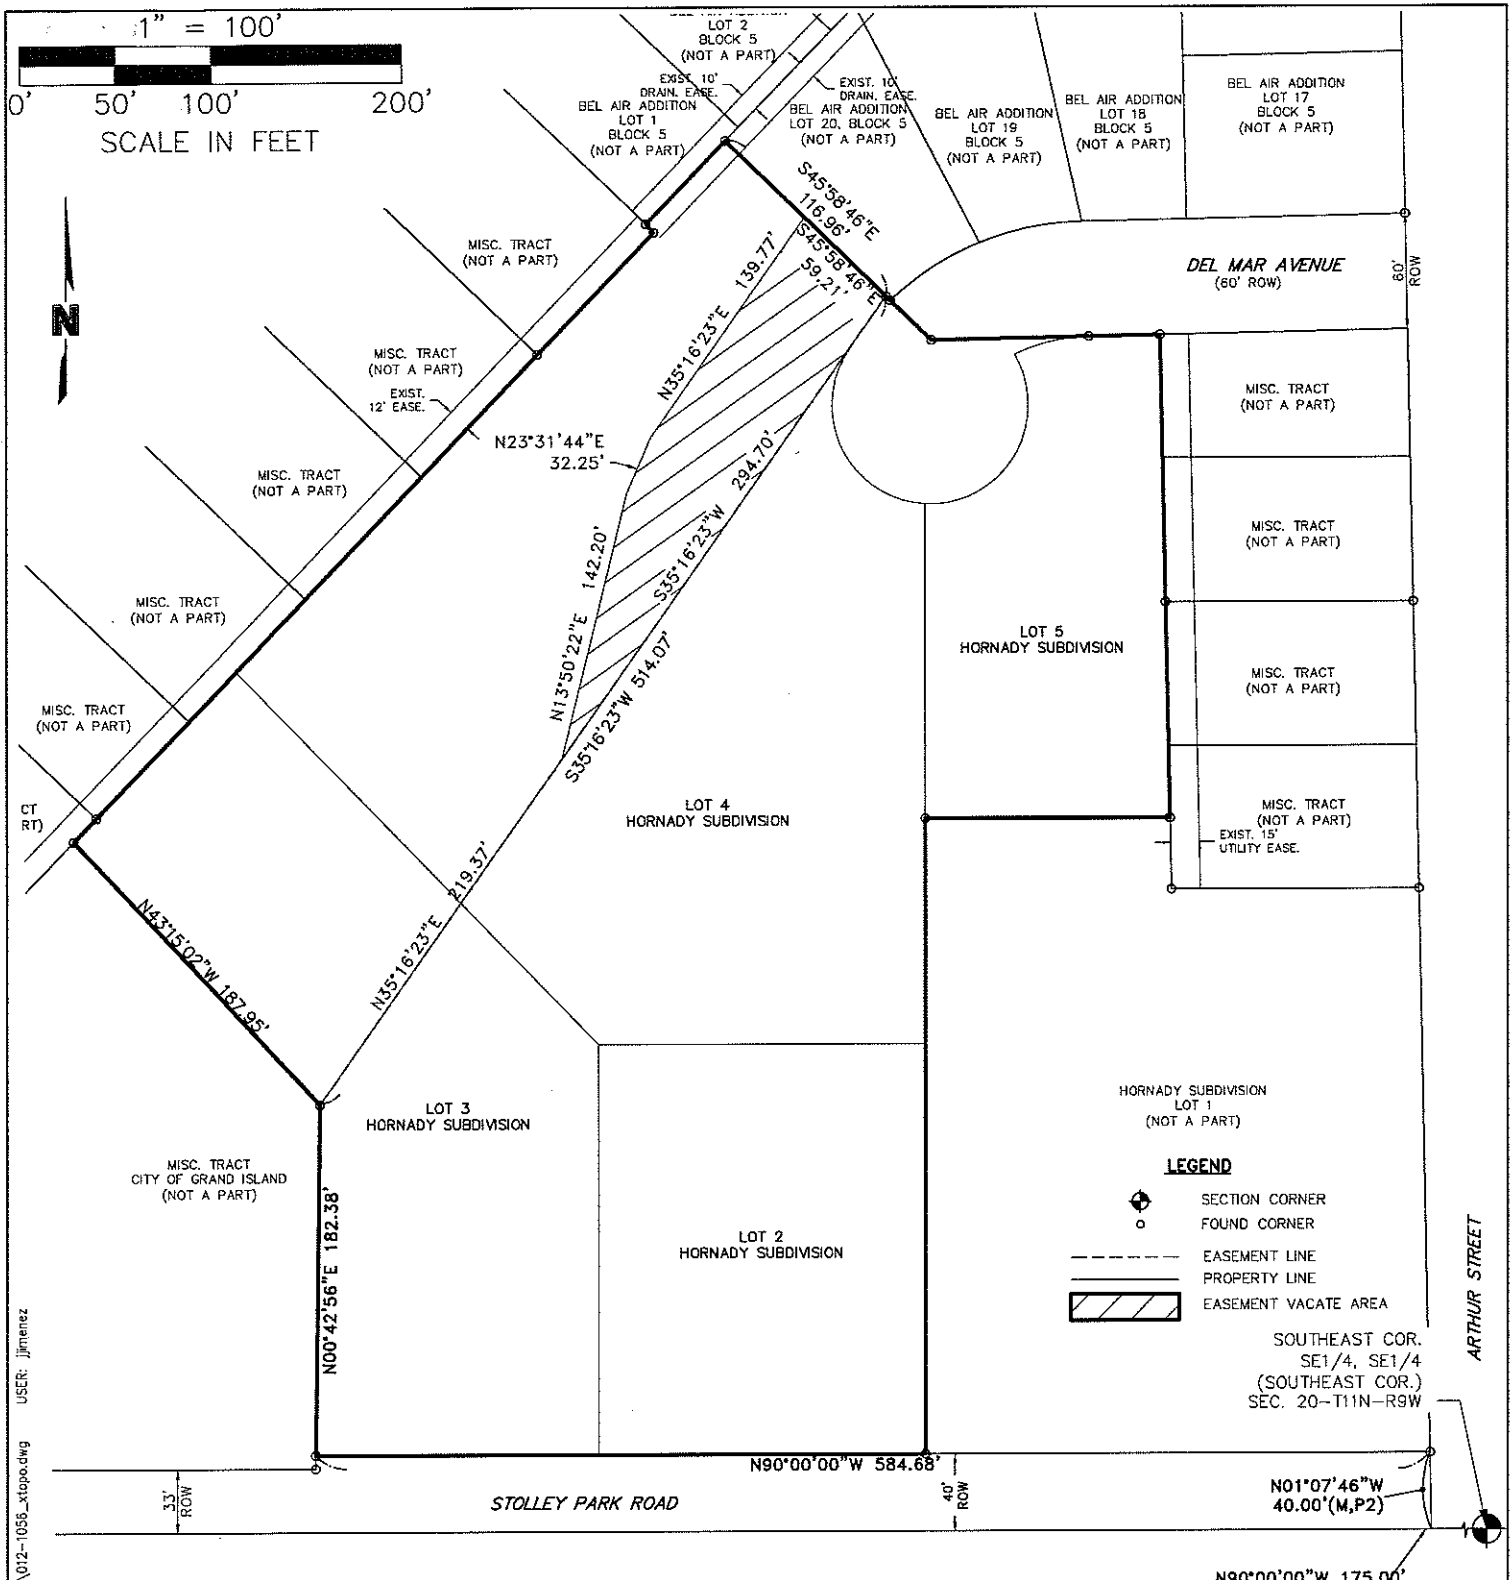 1" = 100'
0' 50' 100' 200'
SCALE IN FEET
N
LOT 2
BLOCK 5
(NOT A PART)
EXIST. 10'
DRAIN. EASE.
BEL AIR ADDITION
LOT 1
BLOCK 5
(NOT A PART)
EXIST. 10'
DRAIN. EASE.
BEL AIR ADDITION
LOT 20, BLOCK 5
(NOT A PART)
BEL AIR ADDITION
LOT 19
BLOCK 5
(NOT A PART)
BEL AIR ADDITION
LOT 18
BLOCK 5
(NOT A PART)
BEL AIR ADDITION
LOT 17
BLOCK 5
(NOT A PART)
S45°58'46"E
116.96'
S45°58'46"E
59.21'
DEL MAR AVENUE
(60' ROW)
60'
ROW
MISC. TRACT
(NOT A PART)
MISC. TRACT
(NOT A PART)
EXIST.
12' EASE.
MISC. TRACT
(NOT A PART)
MISC. TRACT
(NOT A PART)
MISC. TRACT
(NOT A PART)
CT
RT)
N35°16'23"E 139.77'
N23°31'44"E
32.25'
N13°50'22"E 142.20'
S35°16'23"W 294.70'
S35°16'23"W 514.07'
N35°16'23"E 219.37'
N43°15'02"W 187.95'
N00°42'56"E 182.38'
MISC. TRACT
(NOT A PART)
MISC. TRACT
(NOT A PART)
MISC. TRACT
(NOT A PART)
MISC. TRACT
(NOT A PART)
EXIST. 15'
UTILITY EASE.
LOT 5
HORNADY SUBDIVISION
LOT 4
HORNADY SUBDIVISION
LOT 3
HORNADY SUBDIVISION
LOT 2
HORNADY SUBDIVISION
HORNADY SUBDIVISION
LOT 1
(NOT A PART)
MISC. TRACT
CITY OF GRAND ISLAND
(NOT A PART)
LEGEND
SECTION CORNER
FOUND CORNER
EASEMENT LINE
PROPERTY LINE
EASEMENT VACATE AREA
SOUTHEAST COR.
SE1/4, SE1/4
(SOUTHEAST COR.)
SEC. 20-T11N-R9W
ARTHUR STREET
N90°00'00"W 584.68'
STOLLEY PARK ROAD
33'
ROW
40'
ROW
N01°07'46"W
40.00'(M,P2)
N90°00'00"W 175.00'
\012-1056_xtopo.dwg USER: jjimenez